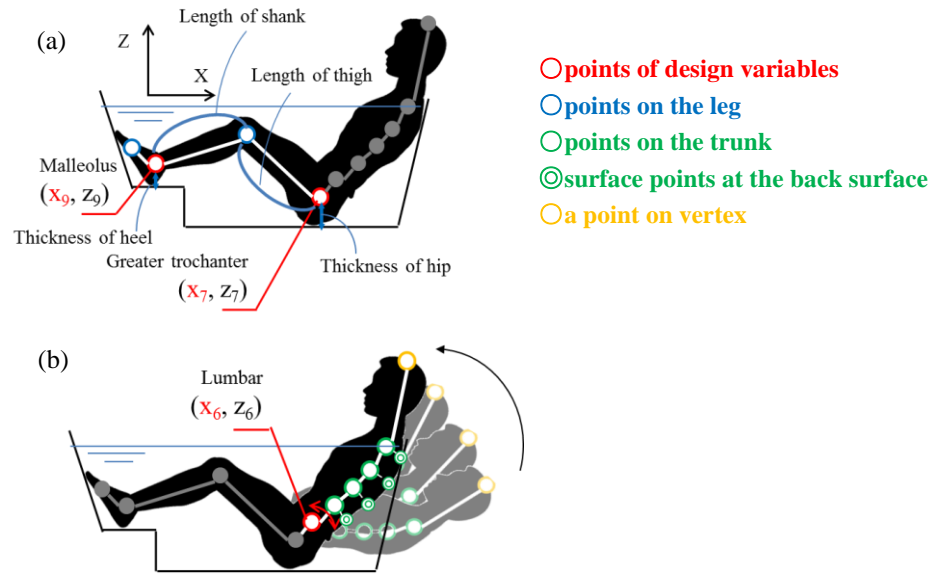 (a)
Length of shank
Z
X
Length of thigh
Malleolus
(x₉, z₉)
Thickness of heel
Greater trochanter
(x₇, z₇)
Thickness of hip
points of design variables
points on the leg
points on the trunk
surface points at the back surface
a point on vertex
(b)
Lumbar
(x₆, z₆)